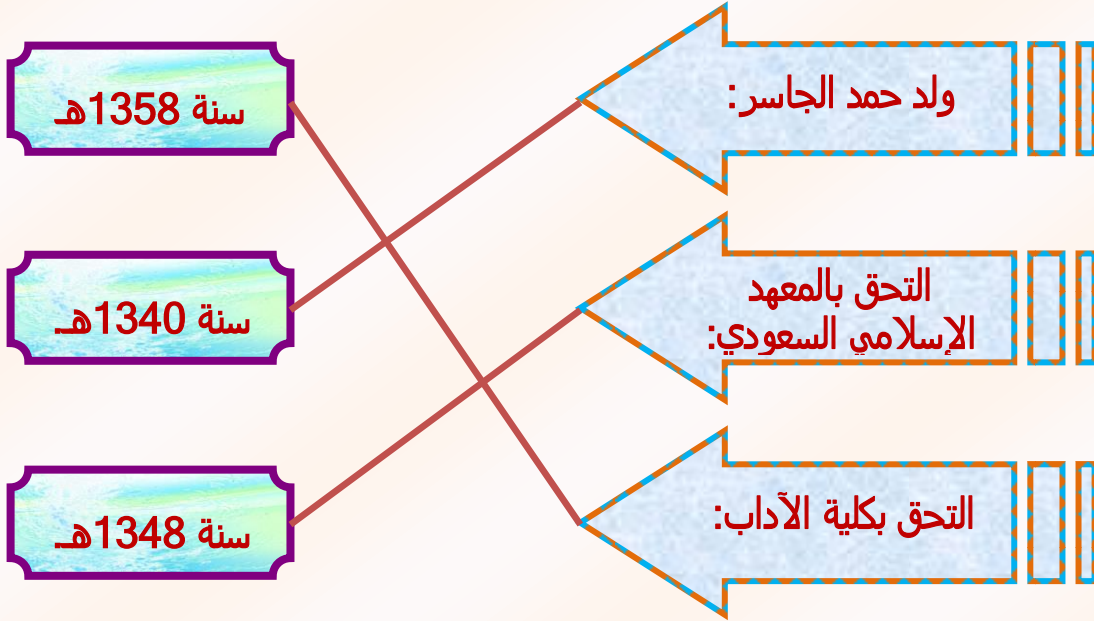 ولد حمد الجاسر:
سنة 1358هـ
التحق بالمعهد
الإسلامي السعودي:
سنة 1340هـ
التحق بكلية الآداب:
سنة 1348هـ